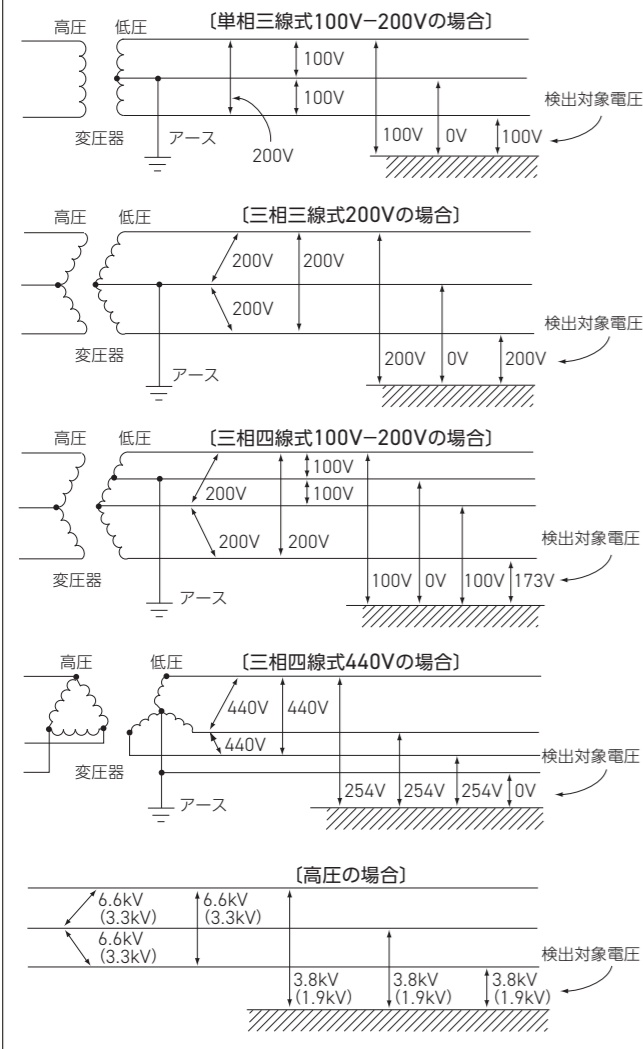 〔単相三線式100V−200Vの場合〕
高圧 低圧
100V
100V
検出対象電圧
変圧器 アース
200V
100V 0V 100V
〔三相三線式200Vの場合〕
高圧 低圧
200V 200V
200V
検出対象電圧
変圧器
アース
200V 0V 200V
〔三相四線式100V−200Vの場合〕
高圧 低圧
100V
200V 100V
200V 200V
検出対象電圧
変圧器
アース
100V 0V 100V 173V
〔三相四線式440Vの場合〕
高圧 低圧
440V 440V
440V
検出対象電圧
変圧器
アース
254V 254V 254V 0V
〔高圧の場合〕
6.6kV 6.6kV
(3.3kV) (3.3kV)
6.6kV
(3.3kV)
検出対象電圧
3.8kV 3.8kV 3.8kV
(1.9kV) (1.9kV) (1.9kV)